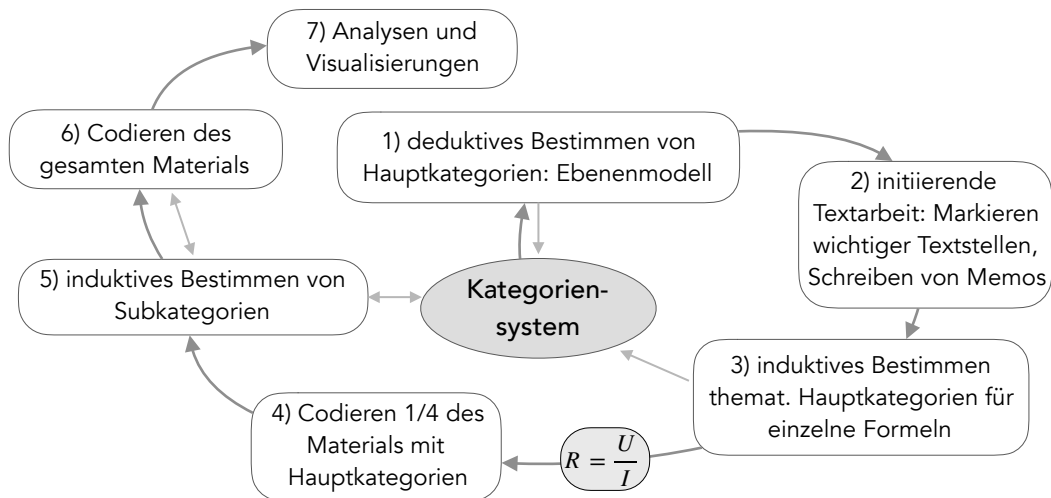 7) Analysen und
Visualisierungen
6) Codieren des
gesamten Materials
1) deduktives Bestimmen von
Hauptkategorien: Ebenenmodell
2) initiierende
Textarbeit: Markieren
wichtiger Textstellen,
Schreiben von Memos
5) induktives Bestimmen von
Subkategorien
Kategorien-
system
3) induktives Bestimmen
themat. Hauptkategorien für
einzelne Formeln
4) Codieren 1/4 des
Materials mit
Hauptkategorien
R = U/I